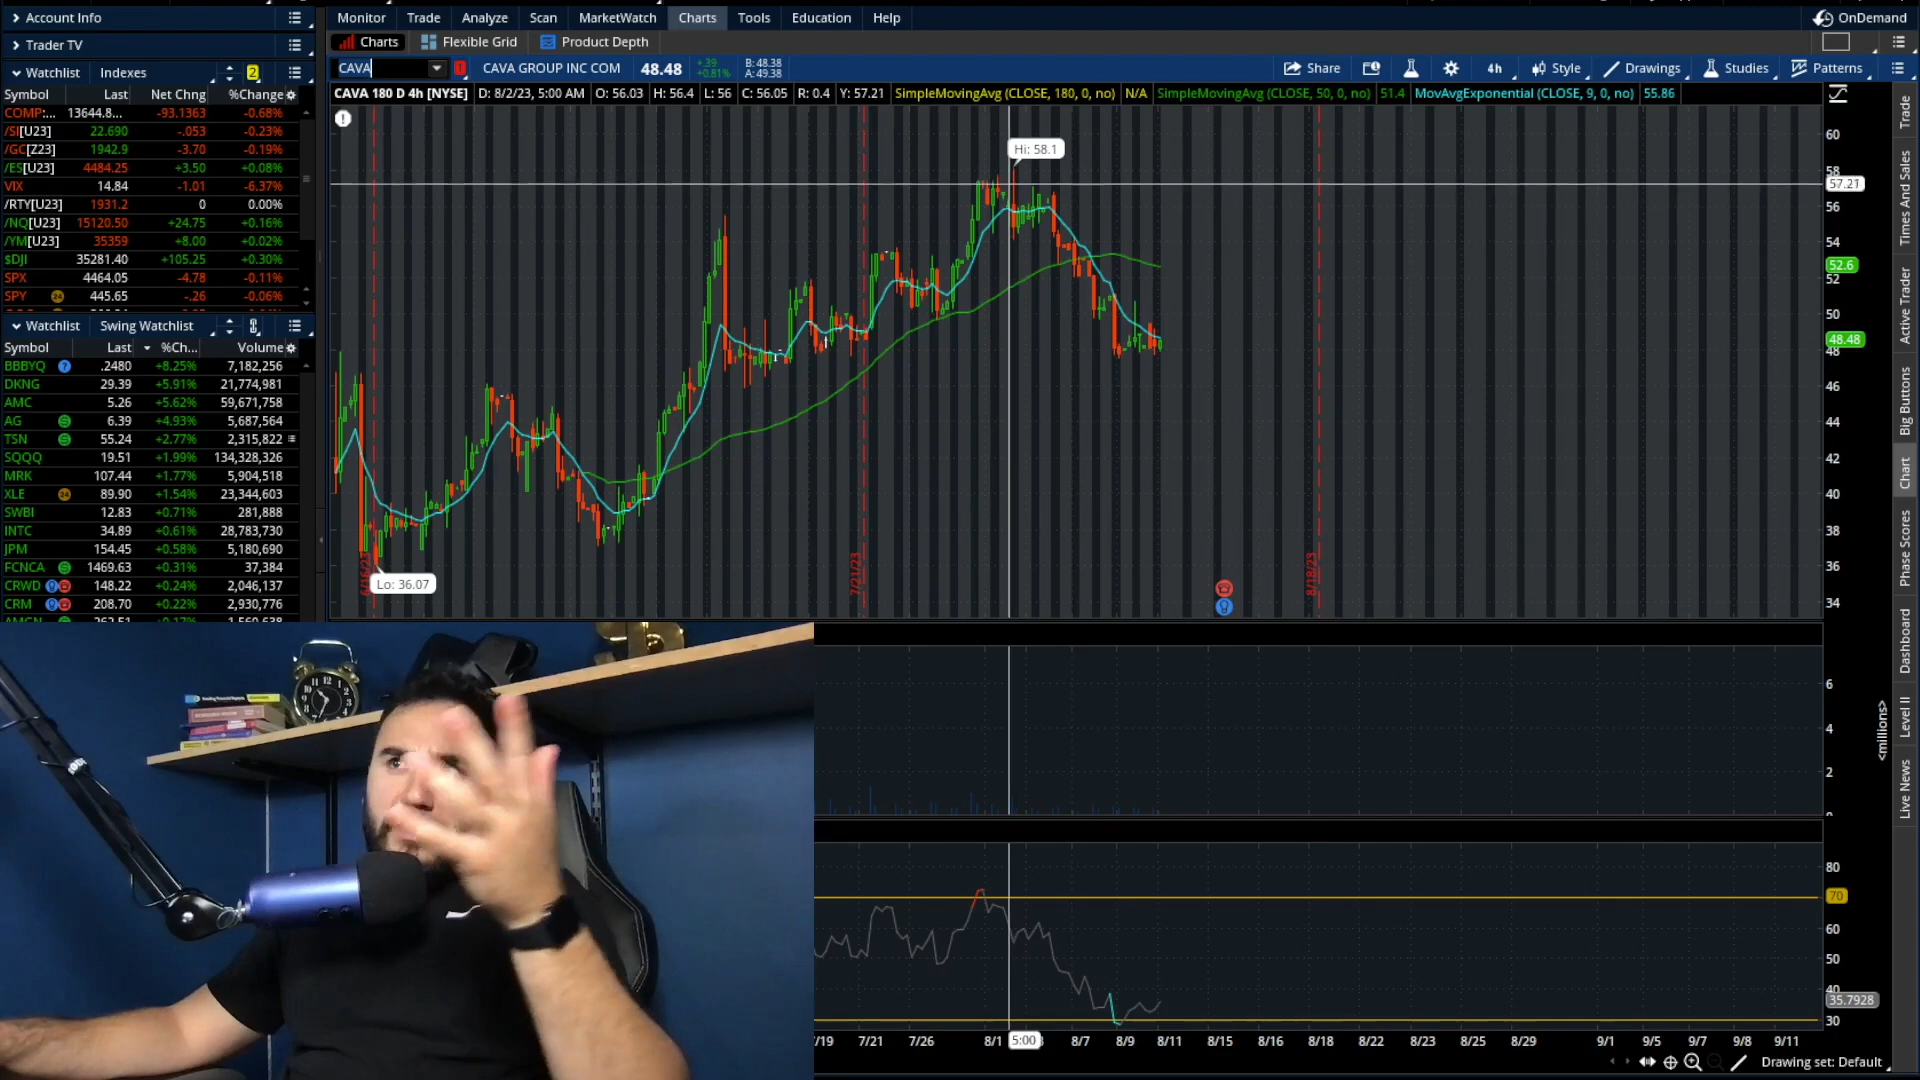 Account Info
Trader TV
Watchlist Indexes 2
Symbol Last Net Chng %Change
COMP:... 13644.8... -93.1363 -0.68%
/SI[U23] 22.690 -.053 -0.23%
/GC[Z23] 1942.9 -3.70 -0.19%
/ES[U23] 4484.25 +3.50 +0.08%
VIX 14.84 -1.01 -6.37%
/RTY[U23] 1931.2 0 0.00%
/NQ[U23] 15120.50 +24.75 +0.16%
/YM[U23] 35359 +8.00 +0.02%
$DJI 35281.40 +105.25 +0.30%
SPX 4464.05 -4.78 -0.11%
SPY 24 445.65 -.26 -0.06%
Watchlist Swing Watchlist
Symbol Last %Ch... Volume
BBBYQ .2480 +8.25% 7,182,256
DKNG 29.39 +5.91% 21,774,981
AMC 5.26 +5.62% 59,671,758
AG 6.39 +4.93% 5,687,564
TSN 55.24 +2.77% 2,315,822
SQQQ 19.51 +1.99% 134,328,326
MRK 107.44 +1.77% 5,904,518
XLE 24 89.90 +1.54% 23,344,603
SWBI 12.83 +0.71% 281,888
INTC 34.89 +0.61% 28,783,730
JPM 154.45 +0.58% 5,180,690
FCNCA 1469.63 +0.31% 37,384
CRWD 148.22 +0.24% 2,046,137
CRM 208.70 +0.22% 2,930,776
Monitor Trade Analyze Scan MarketWatch Charts Tools Education Help OnDemand
Charts Flexible Grid Product Depth
CAVA CAVA GROUP INC COM 48.48 +.39 +0.81% B: 48.38 A: 49.38 Share 4h Style Drawings Studies Patterns
CAVA 180 D 4h [NYSE] D: 8/2/23, 5:00 AM O: 56.03 H: 56.4 L: 56 C: 56.05 R: 0.4 Y: 57.21 SimpleMovingAvg (CLOSE, 180, 0, no) N/A SimpleMovingAvg (CLOSE, 50, 0, no) 51.4 MovAvgExponential (CLOSE, 9, 0, no) 55.86
Hi: 58.1
Lo: 36.07
6/16/23
7/21/23
8/18/23
60
58
57.21
56
54
52.6
52
50
48.48
48
46
44
42
40
38
36
34
6
4
2
0
<millions>
80
70
60
50
40
35.7928
30
/19 7/21 7/26 8/1 5:00 8/7 8/9 8/11 8/15 8/16 8/18 8/22 8/23 8/25 8/29 9/1 9/5 9/7 9/11
Drawing set: Default
Trade
Times And Sales
Active Trader
Big Buttons
Chart
Phase Scores
Dashboard
Level II
Live News